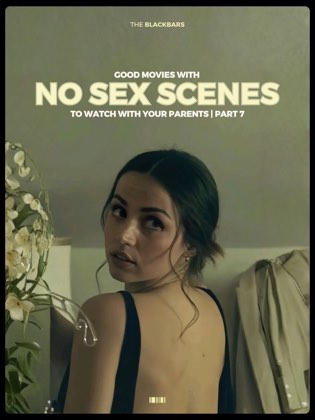 THE BLACKBARS
GOOD MOVIES WITH
NO SEX SCENES
TO WATCH WITH YOUR PARENTS | PART 7